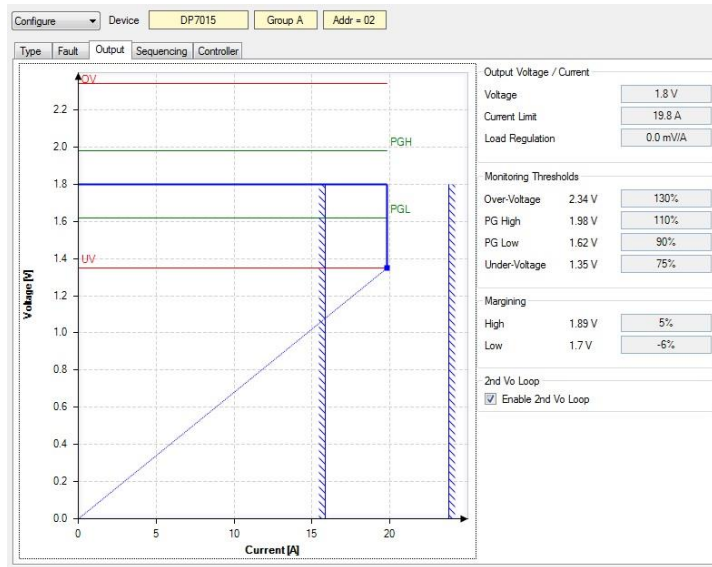 Configure Device DP7015 Group A Addr = 02
Type Fault Output Sequencing Controller
OV
PGH
PGL
UV
2.2
2.0
1.8
1.6
1.4
1.2
1.0
0.8
0.6
0.4
0.2
0.0
Voltage [V]
0 5 10 15 20
Current [A]
Output Voltage / Current
Voltage 1.8 V
Current Limit 19.8 A
Load Regulation 0.0 mV/A
Monitoring Thresholds
Over-Voltage 2.34 V 130%
PG High 1.98 V 110%
PG Low 1.62 V 90%
Under-Voltage 1.35 V 75%
Margining
High 1.89 V 5%
Low 1.7 V -6%
2nd Vo Loop
Enable 2nd Vo Loop